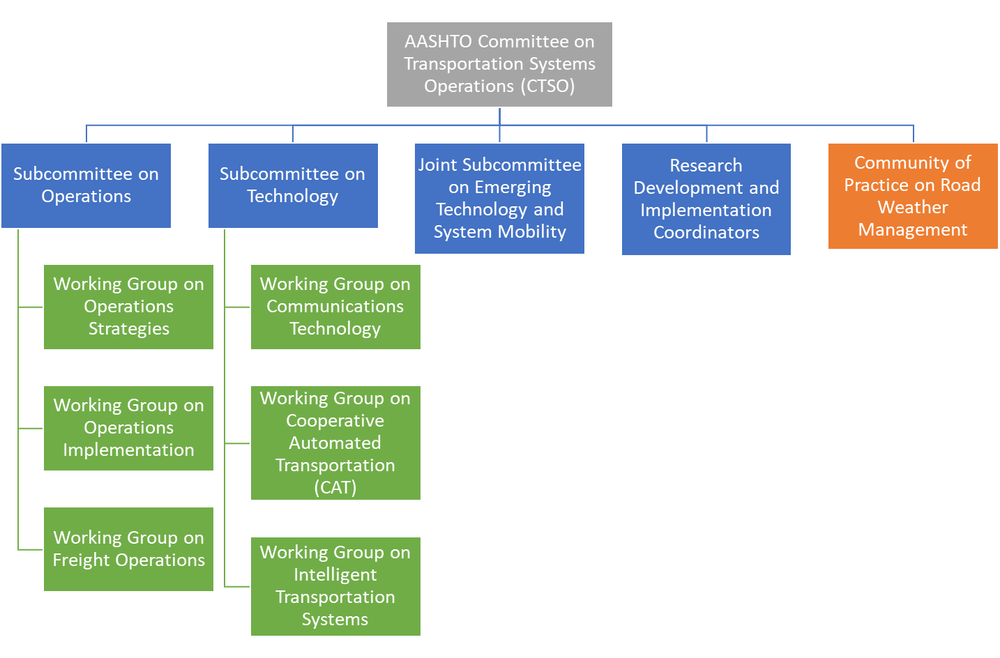 AASHTO Committee on
Transportation Systems
Operations (CTSO)
Subcommittee on
Operations
Subcommittee on
Technology
Joint Subcommittee
on Emerging
Technology and
System Mobility
Research
Development and
Implementation
Coordinators
Community of
Practice on Road
Weather
Management
Working Group on
Operations
Strategies
Working Group on
Operations
Implementation
Working Group on
Freight Operations
Working Group on
Communications
Technology
Working Group on
Cooperative
Automated
Transportation
(CAT)
Working Group on
Intelligent
Transportation
Systems